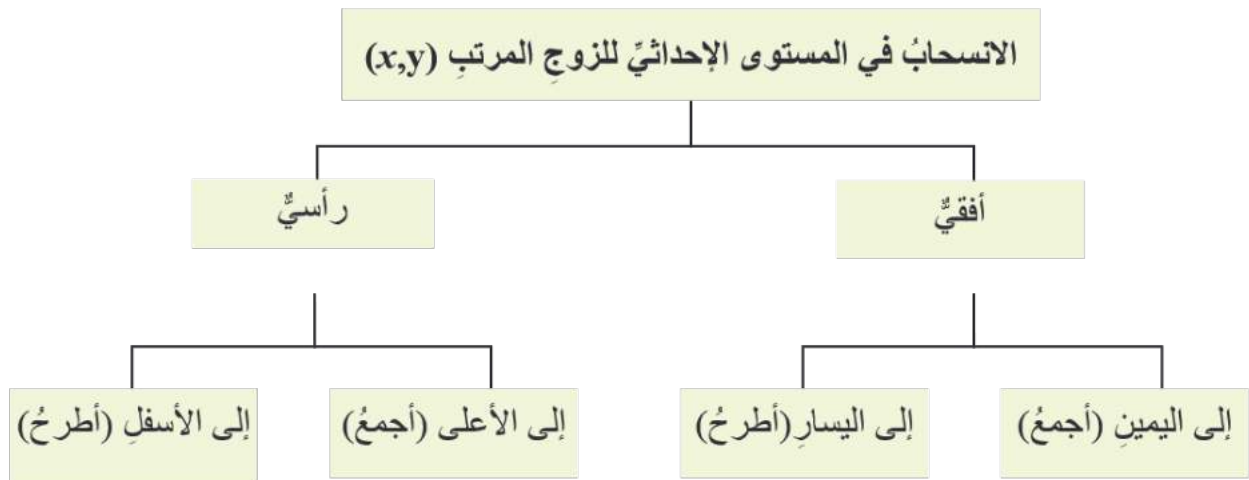 الانسحابُ في المستوى الإحداثيِّ للزوجِ المرتبِ (x,y)
أفقيٌّ
رأسيٌّ
إلى اليمينِ (أجمعُ)
إلى اليسارِ (أطرحُ)
إلى الأعلى (أجمعُ)
إلى الأسفلِ (أطرحُ)